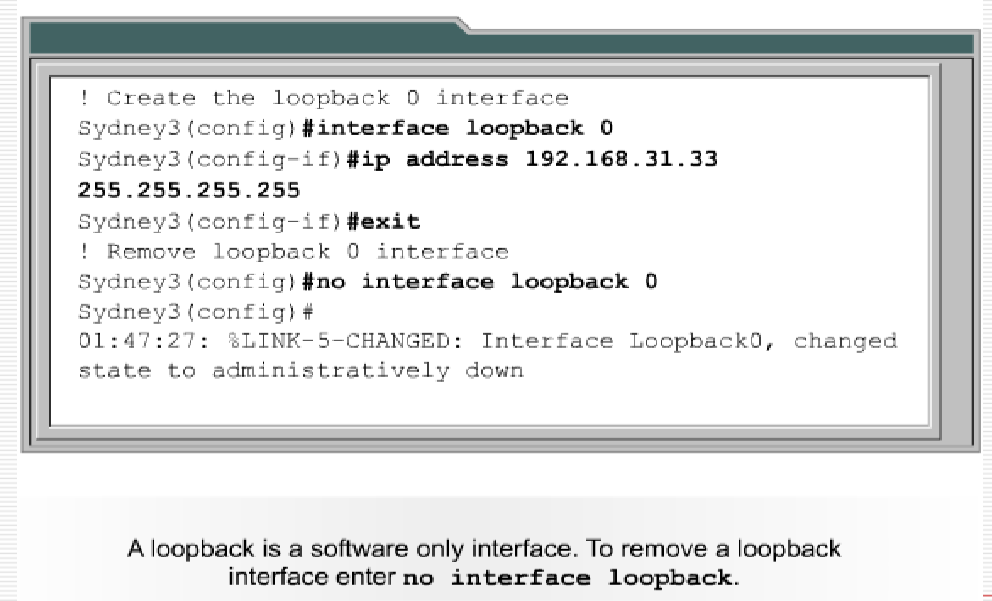 ! Create the loopback 0 interface
Sydney3(config)#interface loopback 0
Sydney3(config-if)#ip address 192.168.31.33
255.255.255.255
Sydney3(config-if)#exit
! Remove loopback 0 interface
Sydney3(config)#no interface loopback 0
Sydney3(config)#
01:47:27: %LINK-5-CHANGED: Interface Loopback0, changed
state to administratively down
A loopback is a software only interface. To remove a loopback
interface enter no interface loopback.